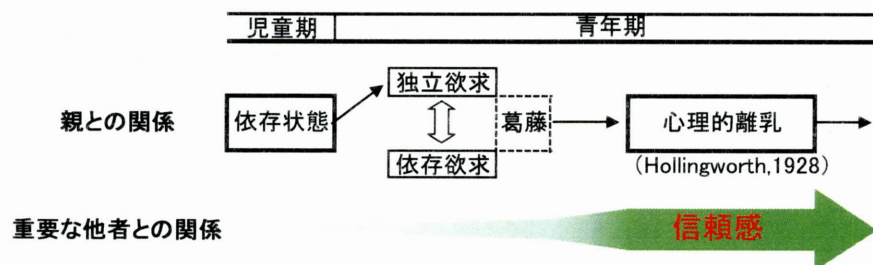 児童期 青年期
独立欲求
親との関係 依存状態 葛藤 心理的離乳
依存欲求
(Hollingworth,1928)
重要な他者との関係 信頼感